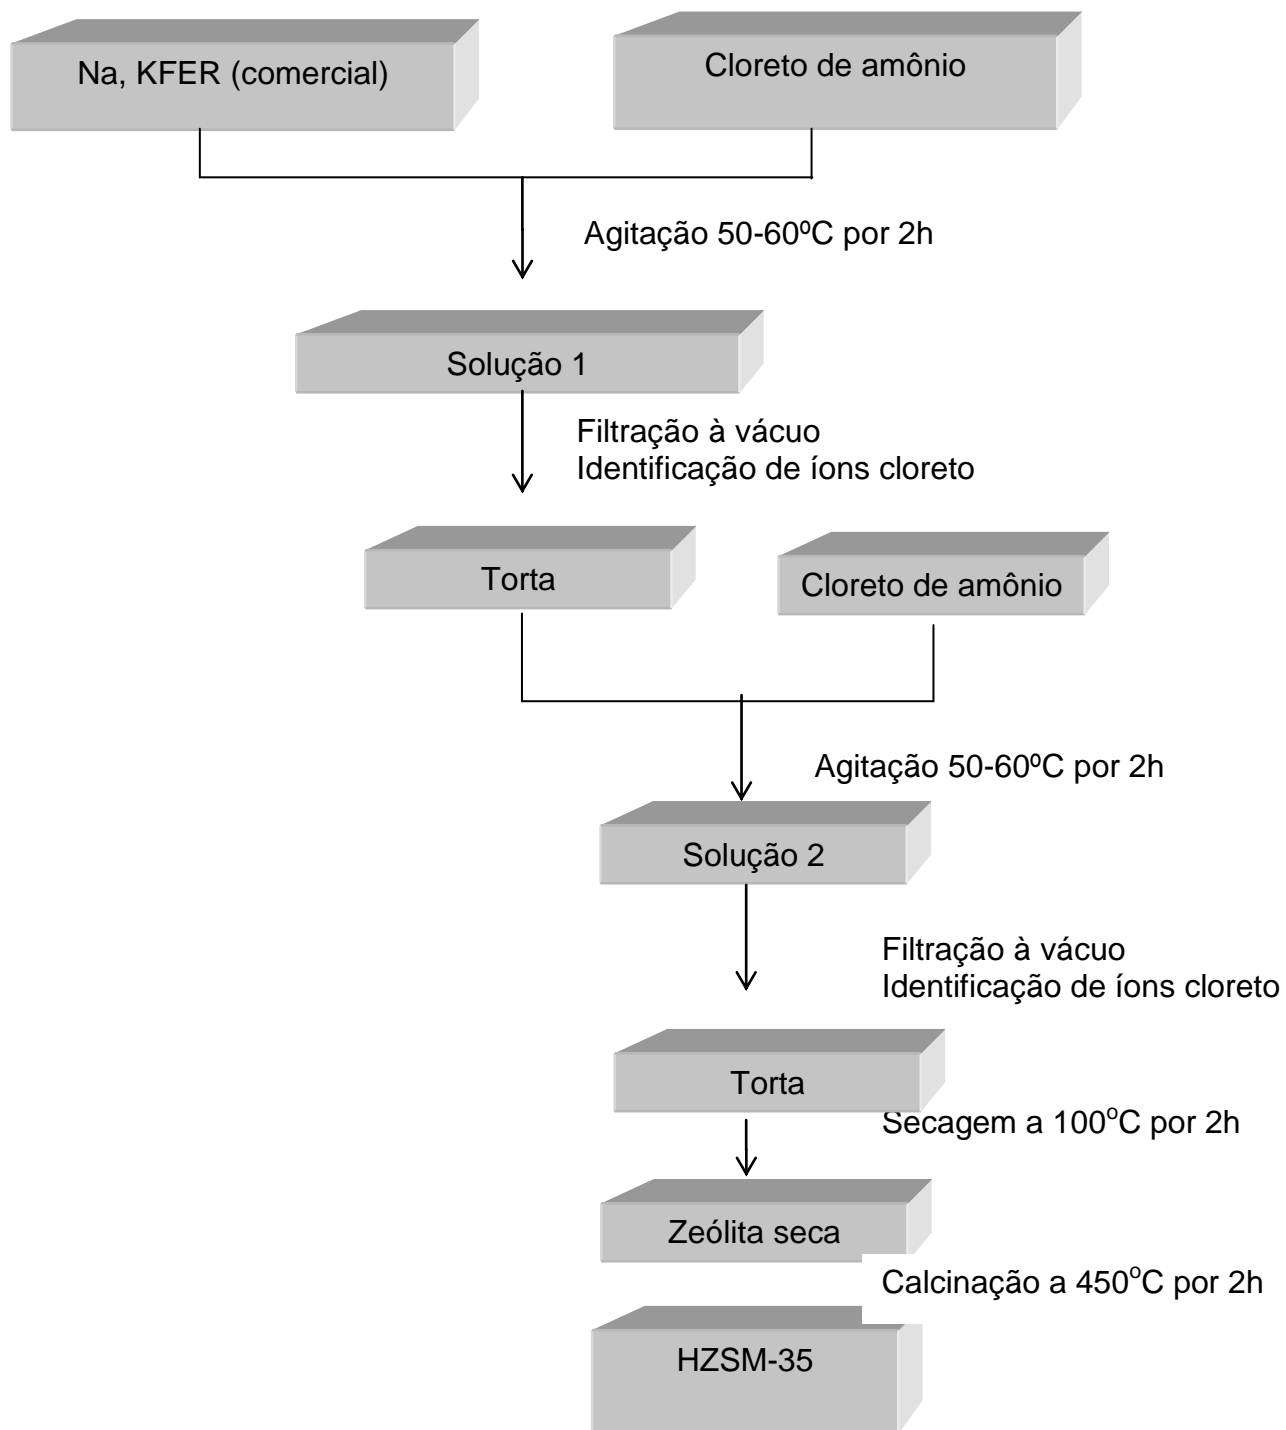 Na, KFER (comercial)
Cloreto de amônio
Agitação 50-60ºC por 2h
Solução 1
Filtração à vácuo
Identificação de íons cloreto
Torta
Cloreto de amônio
Agitação 50-60ºC por 2h
Solução 2
Filtração à vácuo
Identificação de íons cloreto
Torta
Secagem a 100°C por 2h
Zeólita seca
Calcinação a 450°C por 2h
HZSM-35